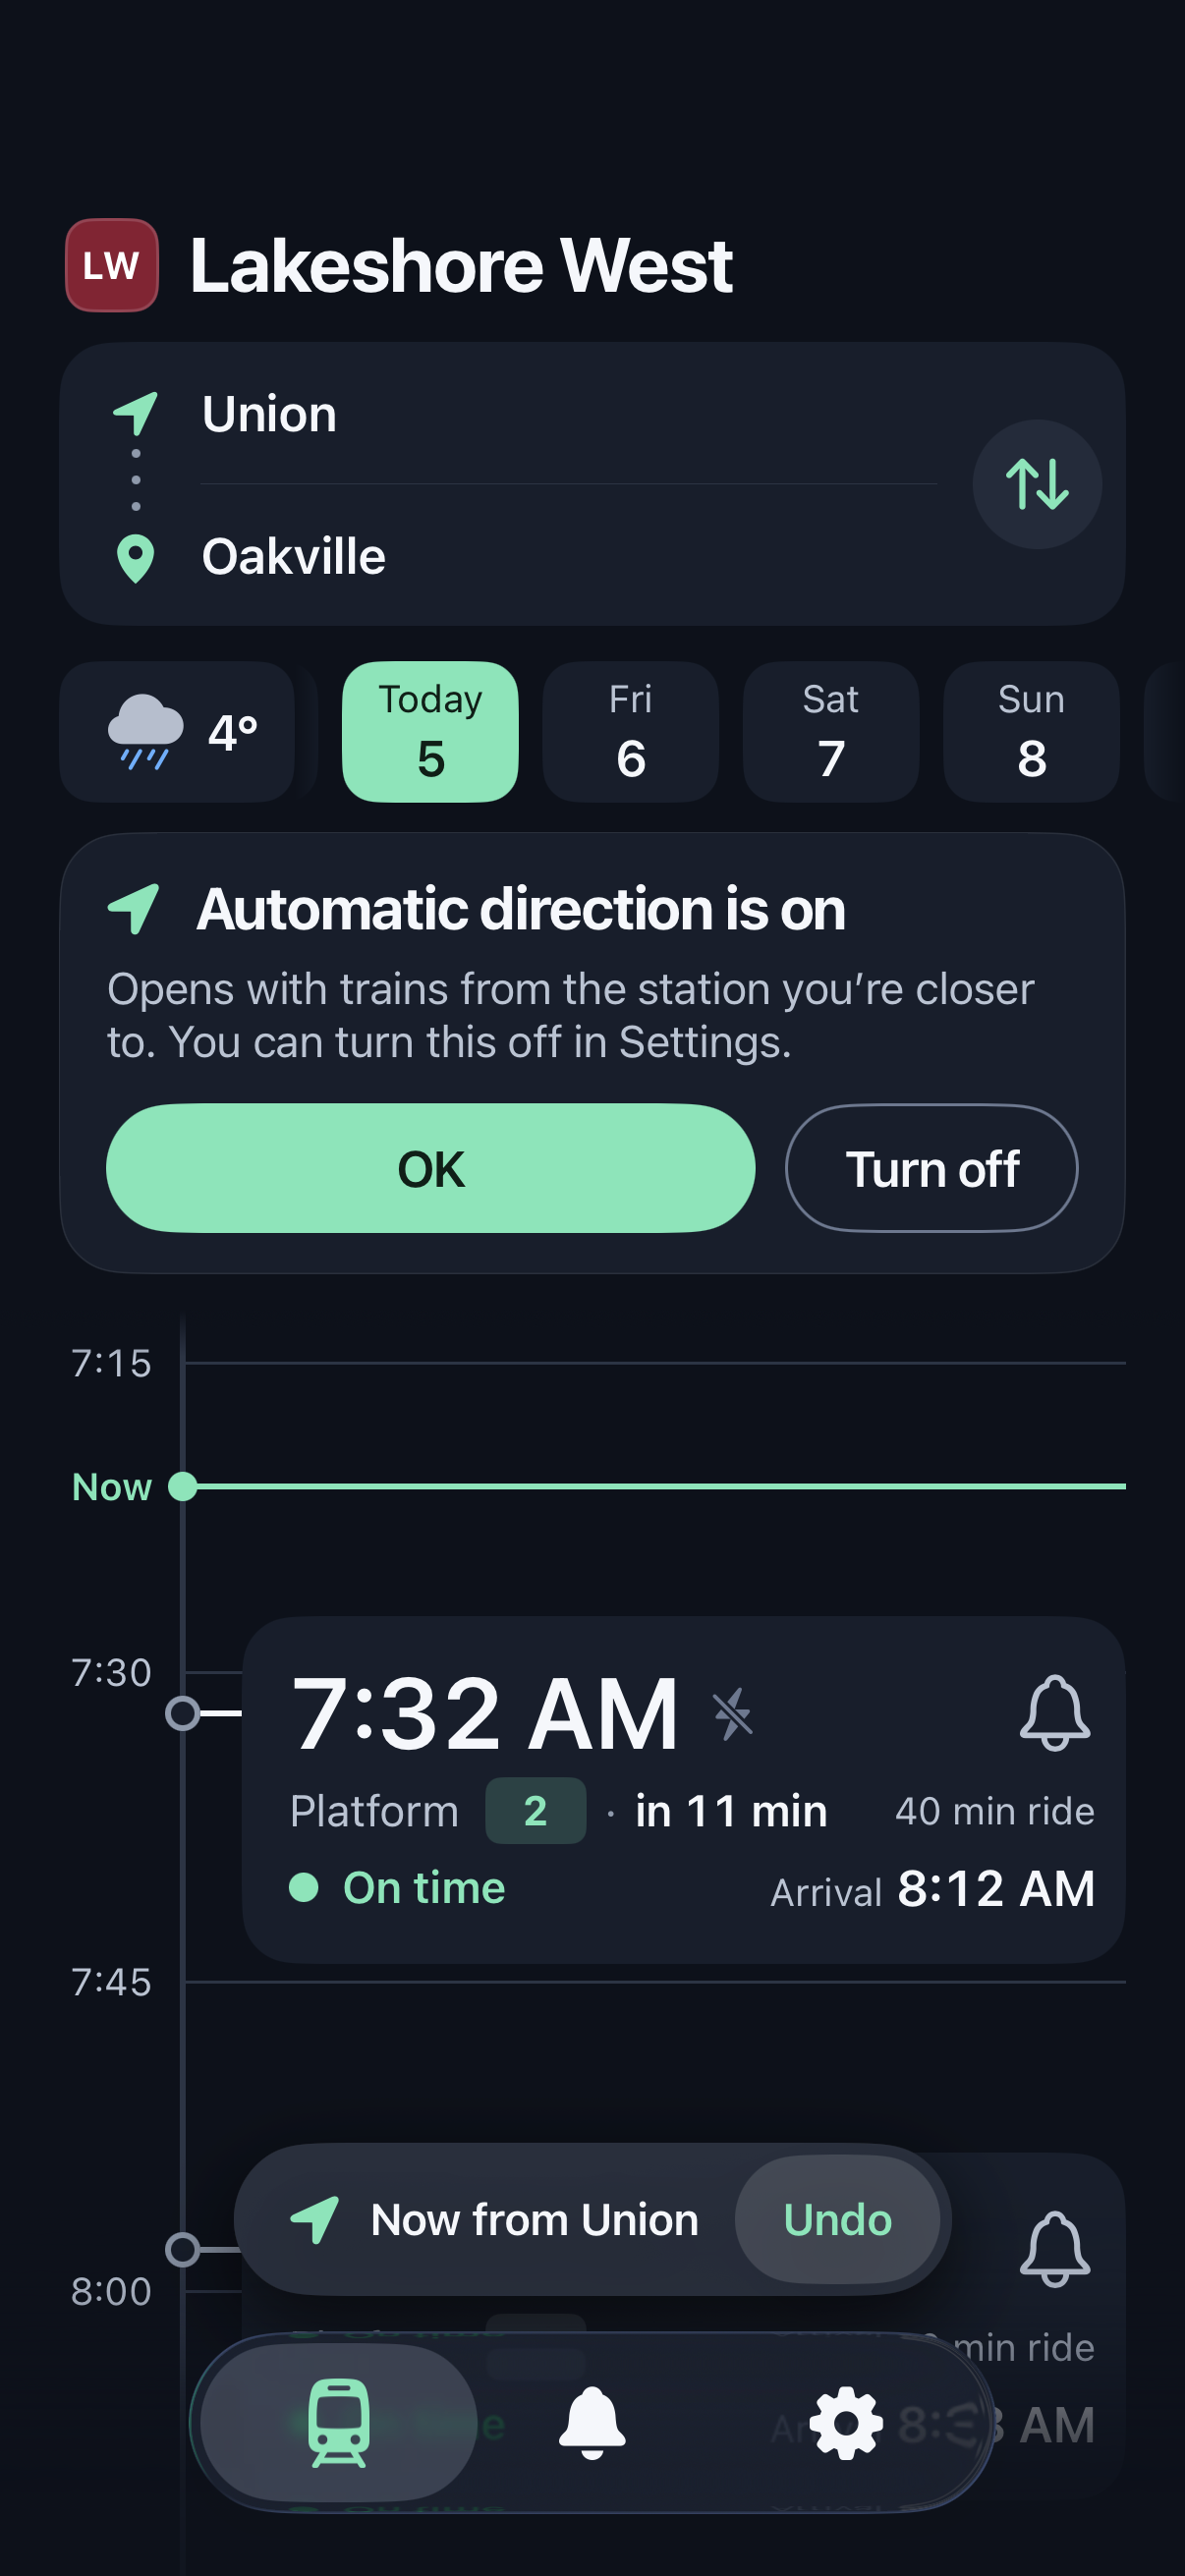 LW Lakeshore West
Union
Oakville
4°
Today
5
Fri
6
Sat
7
Sun
8
Automatic direction is on
Opens with trains from the station you’re closer
to. You can turn this off in Settings.
OK
Turn off
7:15
Now
7:30
7:32 AM
Platform 2 · in 11 min
40 min ride
On time
Arrival 8:12 AM
7:45
Now from Union
Undo
8:00
min ride
AM